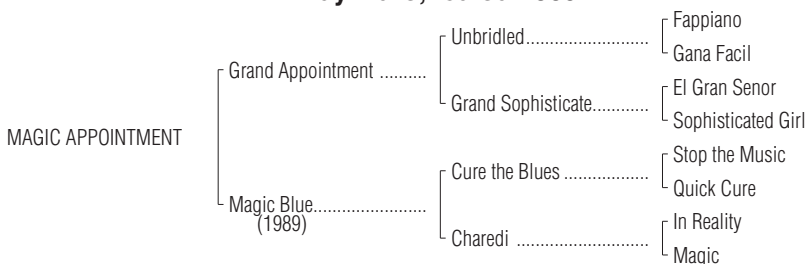 Fappiano
Unbridled.........................
Gana Facil
Grand Appointment ..........
El Gran Senor
Grand Sophisticate............
Sophisticated Girl
MAGIC APPOINTMENT
Stop the Music
Cure the Blues ..................
Quick Cure
Magic Blue.......................
(1989)
In Reality
Charedi ...........................
Magic